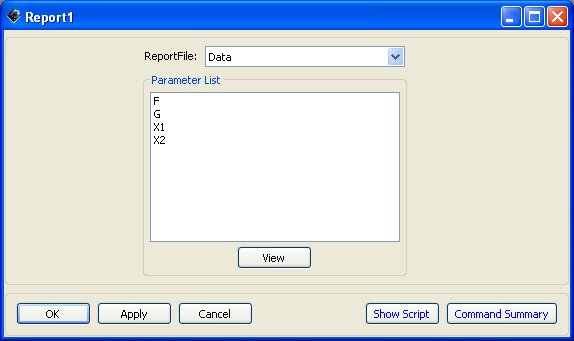 Report1
ReportFile: Data
Parameter List
F
G
X1
X2
View
OK Apply Cancel Show Script Command Summary